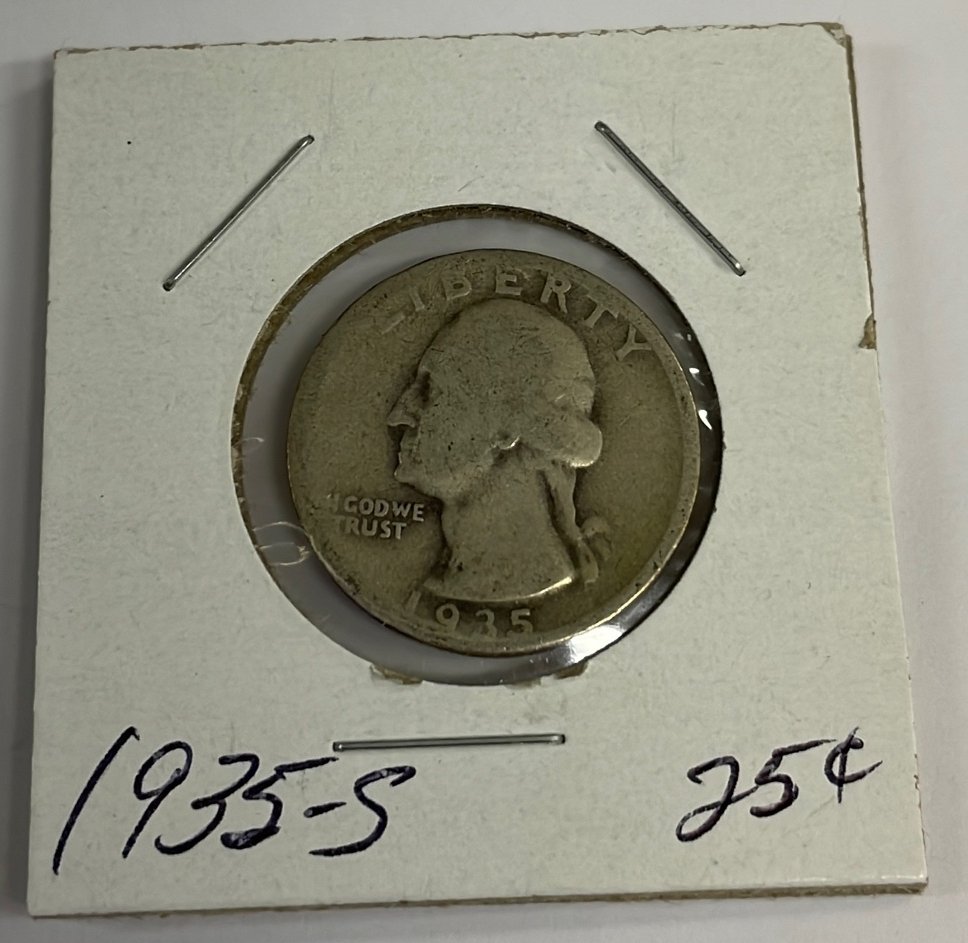 LIBERTY
IN GOD WE
TRUST
1935
1935-S 25¢